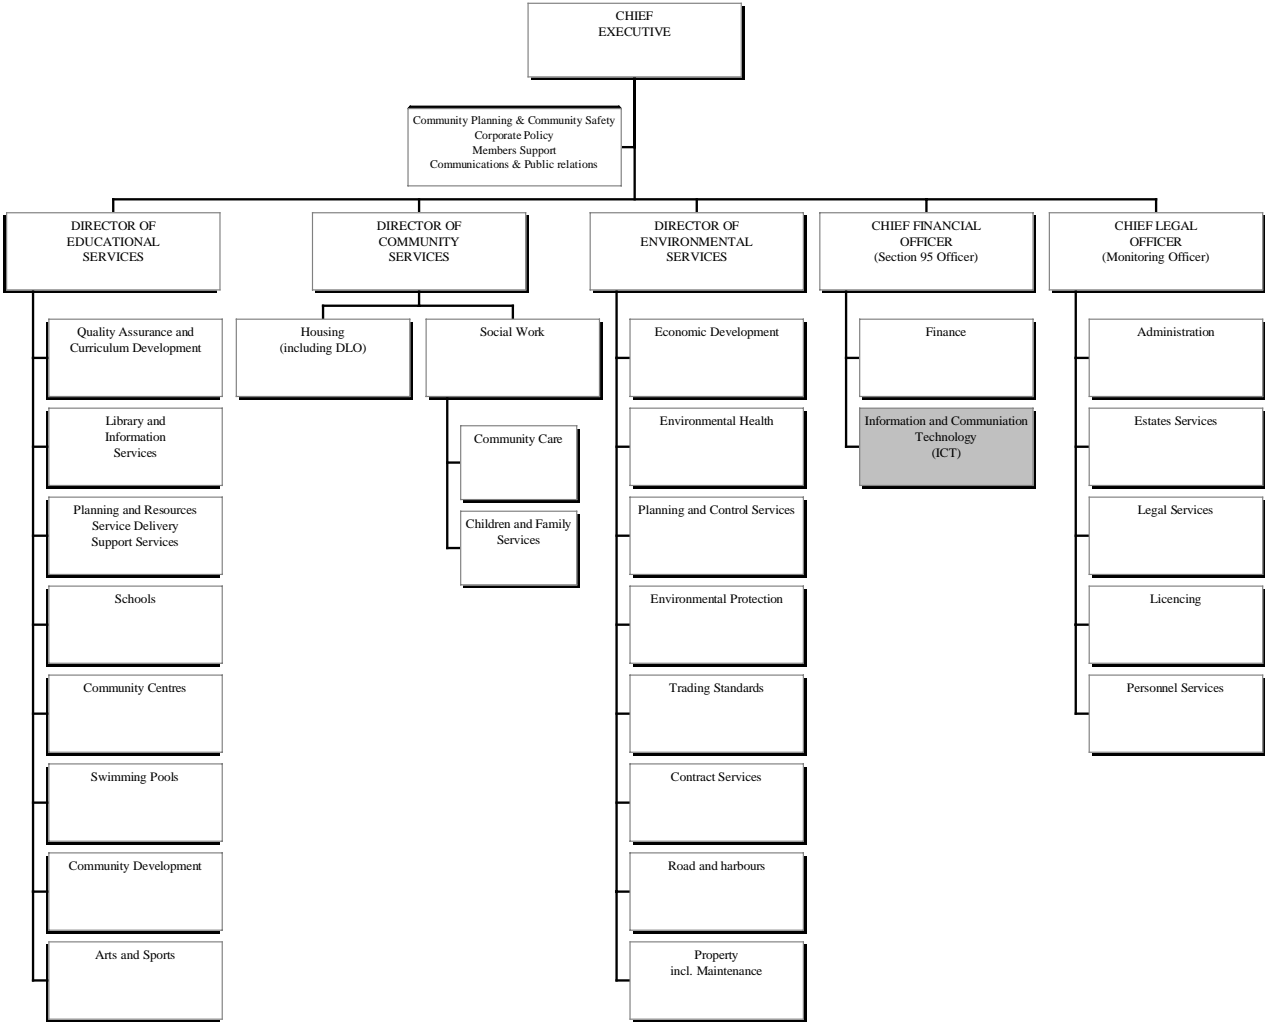 CHIEF
EXECUTIVE
Community Planning & Community Safety
Corporate Policy
Members Support
Communications & Public relations
DIRECTOR OF
EDUCATIONAL
SERVICES
DIRECTOR OF
COMMUNITY
SERVICES
DIRECTOR OF
ENVIRONMENTAL
SERVICES
CHIEF FINANCIAL
OFFICER
(Section 95 Officer)
CHIEF LEGAL
OFFICER
(Monitoring Officer)
Quality Assurance and
Curriculum Development
Library and
Information
Services
Planning and Resources
Service Delivery
Support Services
Schools
Community Centres
Swimming Pools
Community Development
Arts and Sports
Housing
(including DLO)
Social Work
Community Care
Children and Family
Services
Economic Development
Environmental Health
Planning and Control Services
Environmental Protection
Trading Standards
Contract Services
Road and harbours
Property
incl. Maintenance
Finance
Information and Communiation
Technology
(ICT)
Administration
Estates Services
Legal Services
Licencing
Personnel Services